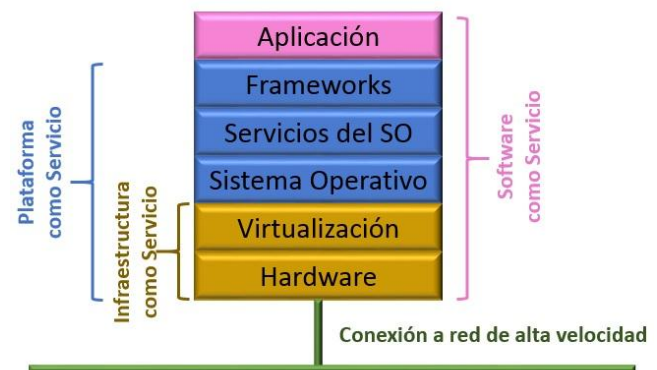 Aplicación
Frameworks
Servicios del SO
Sistema Operativo
Virtualización
Hardware
Plataforma
como Servicio
Infraestructura
como Servicio
Software
como Servicio
Conexión a red de alta velocidad